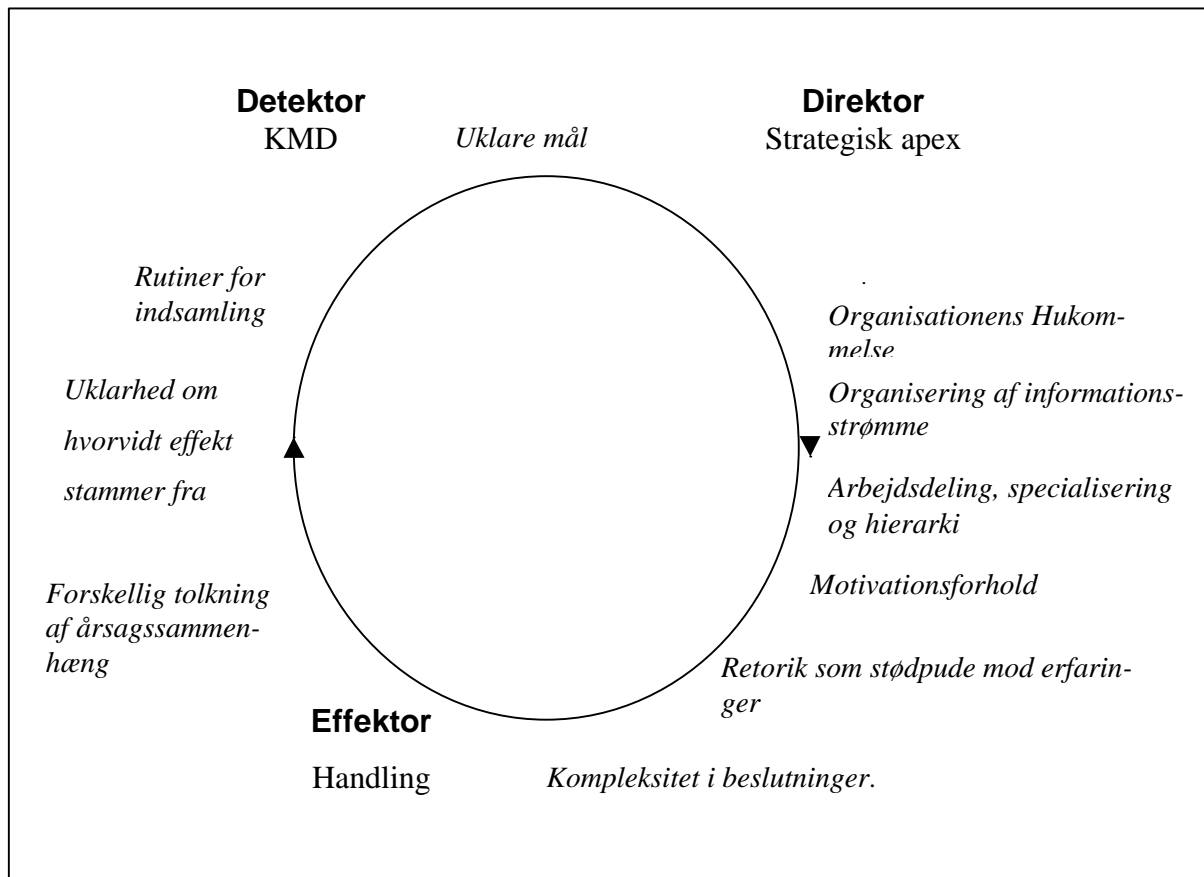 Detektor
KMD
Uklare mål
Direktor
Strategisk apex
Rutiner for
indsamling
Uklarhed om
hvorvidt effekt
stammer fra
Forskellig tolkning
af årsagssammen-
hæng
.
Organisationens Hukom-
melse
Organisering af informations-
strømme
Arbejdsdeling, specialisering
og hierarki
Motivationsforhold
Retorik som stødpude mod erfarin-
ger
Effektor
Handling
Kompleksitet i beslutninger.